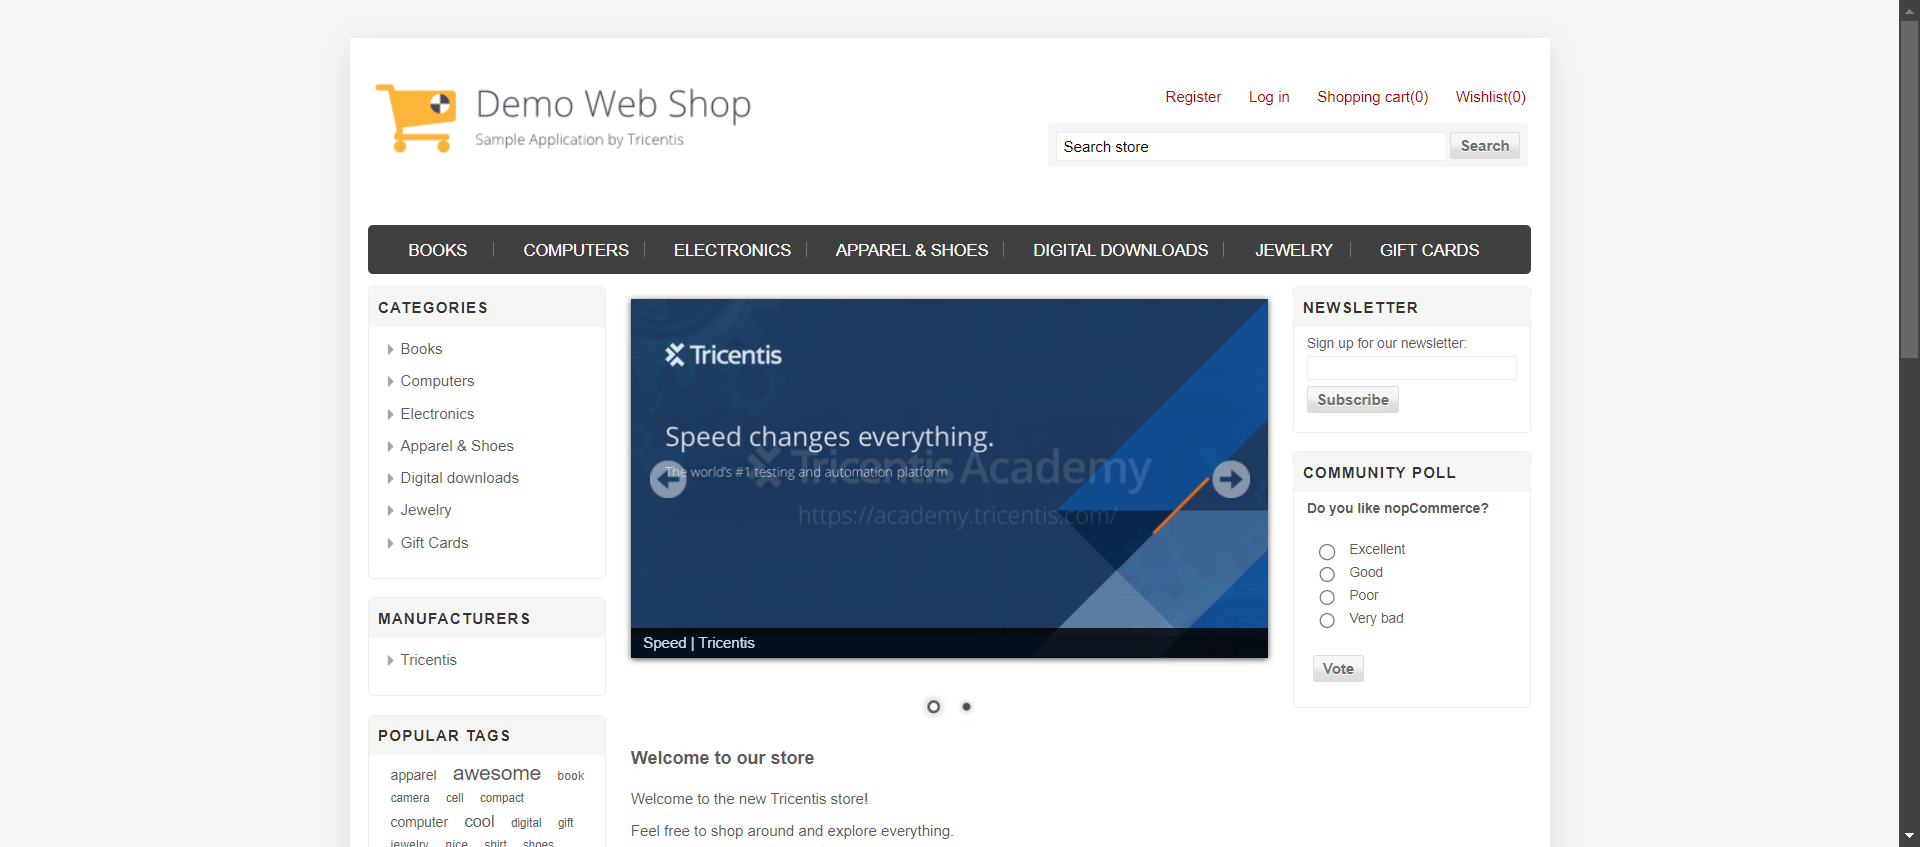 Demo Web Shop
Sample Application by Tricentis
Register Log in Shopping cart(0) Wishlist(0)
Search store Search
BOOKS COMPUTERS ELECTRONICS APPAREL & SHOES DIGITAL DOWNLOADS JEWELRY GIFT CARDS
CATEGORIES
Books
Computers
Electronics
Apparel & Shoes
Digital downloads
Jewelry
Gift Cards
MANUFACTURERS
Tricentis
POPULAR TAGS
apparel awesome book
camera cell compact
computer cool digital gift
jewelry nice shirt shoes
Tricentis
Speed changes everything.
The world's #1 testing and automation platform
Tricentis Academy
https://academy.tricentis.com/
Speed | Tricentis
Welcome to our store
Welcome to the new Tricentis store!
Feel free to shop around and explore everything.
NEWSLETTER
Sign up for our newsletter:
Subscribe
COMMUNITY POLL
Do you like nopCommerce?
Excellent
Good
Poor
Very bad
Vote